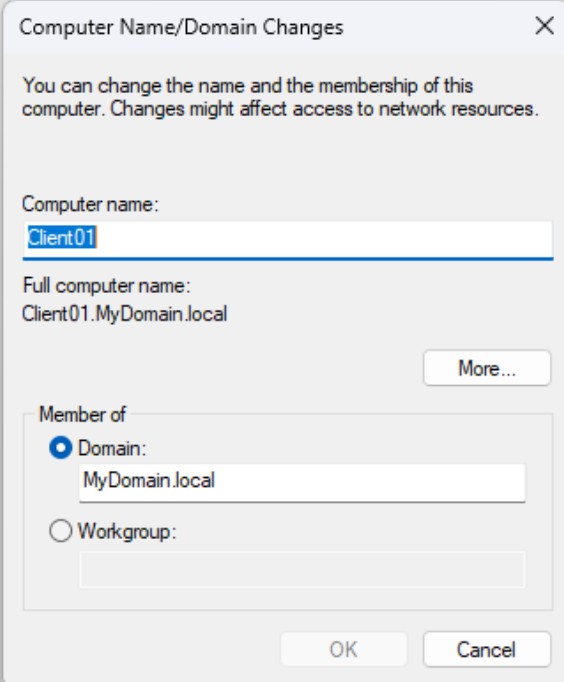 Computer Name/Domain Changes
You can change the name and the membership of this
computer. Changes might affect access to network resources.
Computer name:
Client01
Full computer name:
Client01.MyDomain.local
More...
Member of
Domain:
MyDomain.local
Workgroup:
OK
Cancel